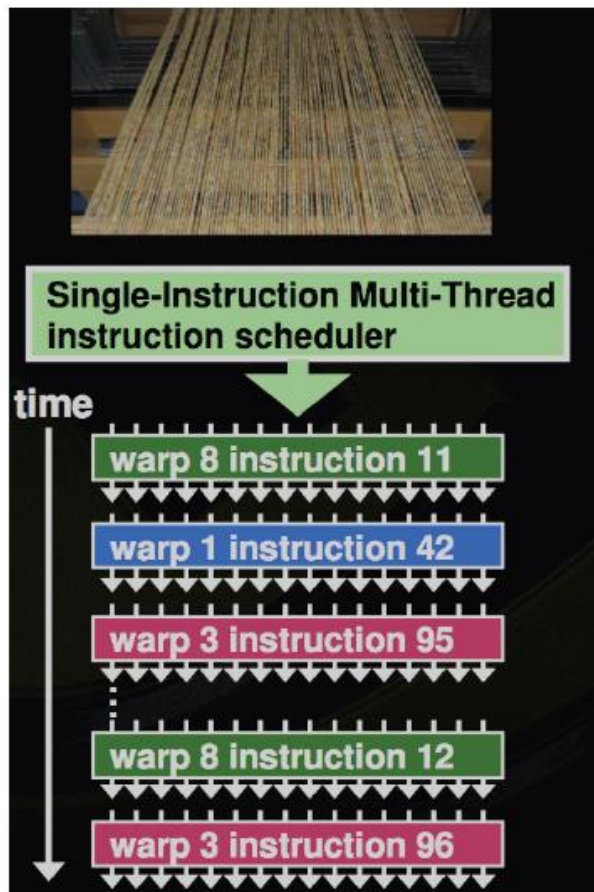 Single-Instruction Multi-Thread
instruction scheduler
time
warp 8 instruction 11
warp 1 instruction 42
warp 3 instruction 95
warp 8 instruction 12
warp 3 instruction 96